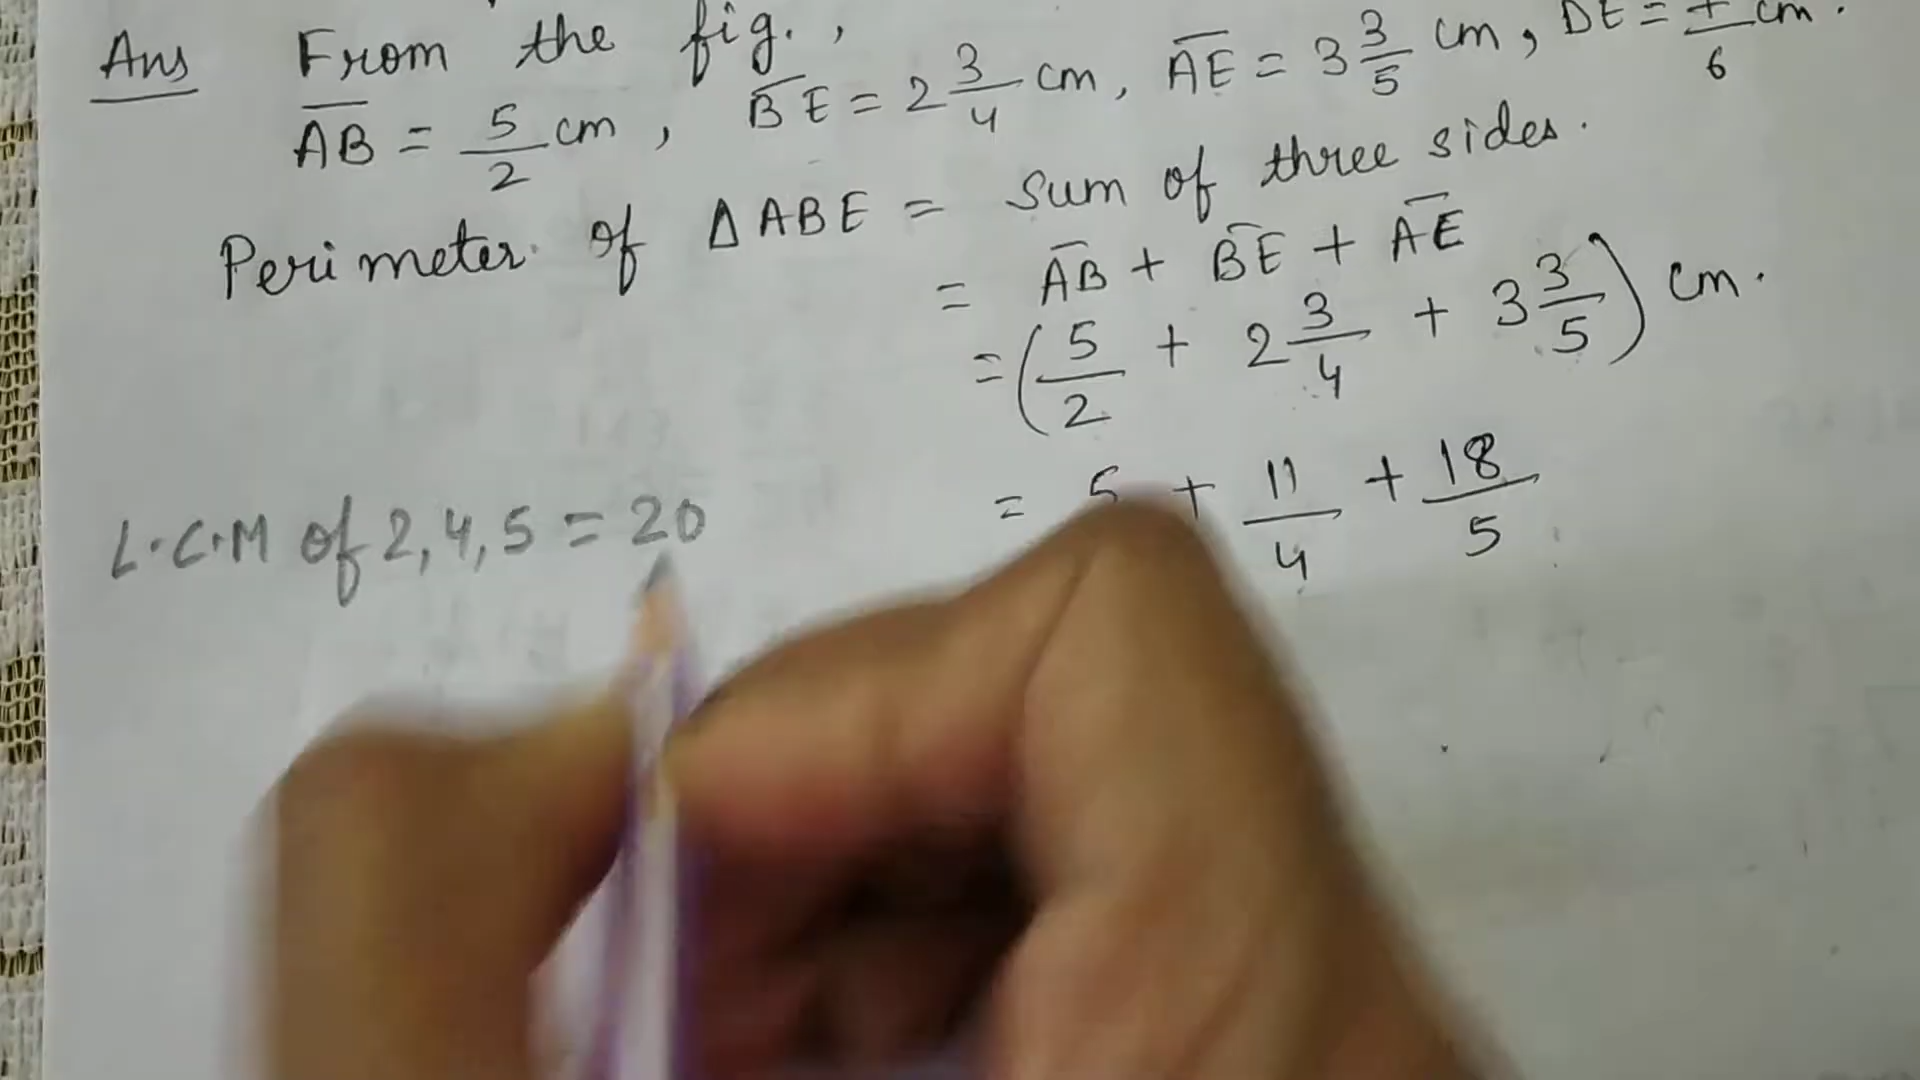 Ans From the fig.,
AB = 5/2 cm, BE = 2 3/4 cm, AE = 3 3/5 cm, DE = /6 cm.
Perimeter of ΔABE = Sum of three sides.
= AB + BE + AE
= (5/2 + 2 3/4 + 3 3/5) cm.
= 5 + 11/4 + 18/5
L.C.M of 2, 4, 5 = 20